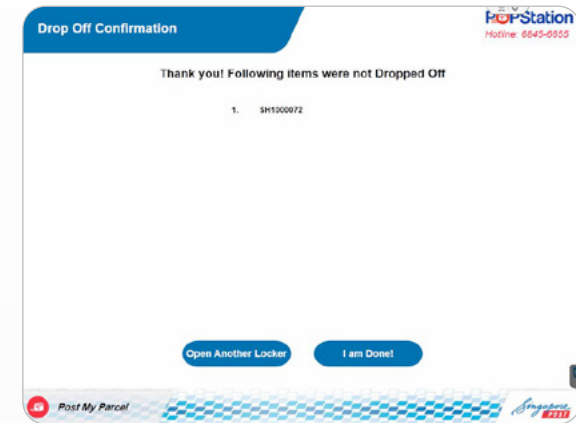 Drop Off Confirmation
POPStation
Hotline: 6845-6855
Thank you! Following items were not Dropped Off
1. SH1000072
Open Another Locker
I am Done!
Post My Parcel
Singapore
POST